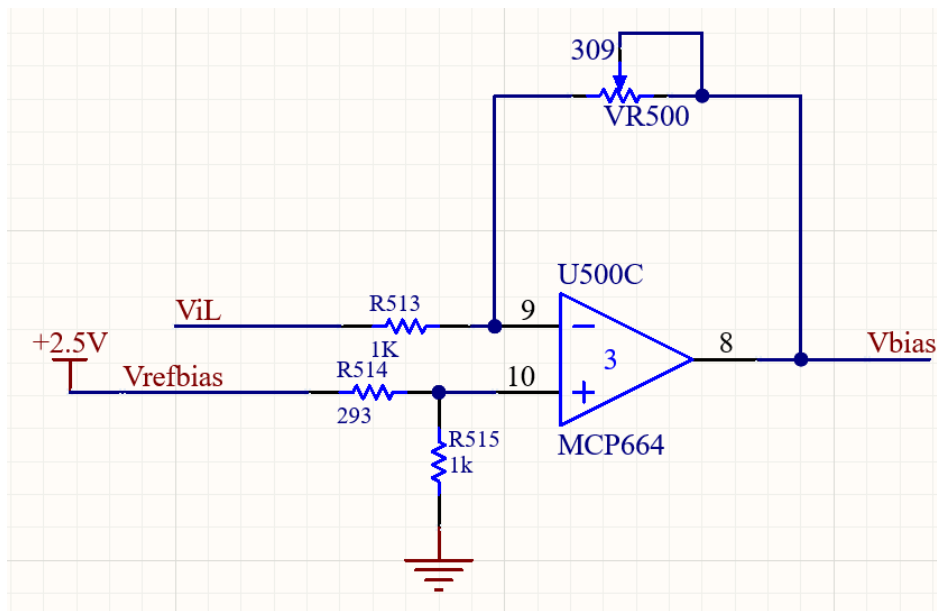 309
VR500
U500C
ViL
R513
9
8
Vbias
+2.5V
1K
3
R514
10
Vrefbias
293
R515
1k
MCP664